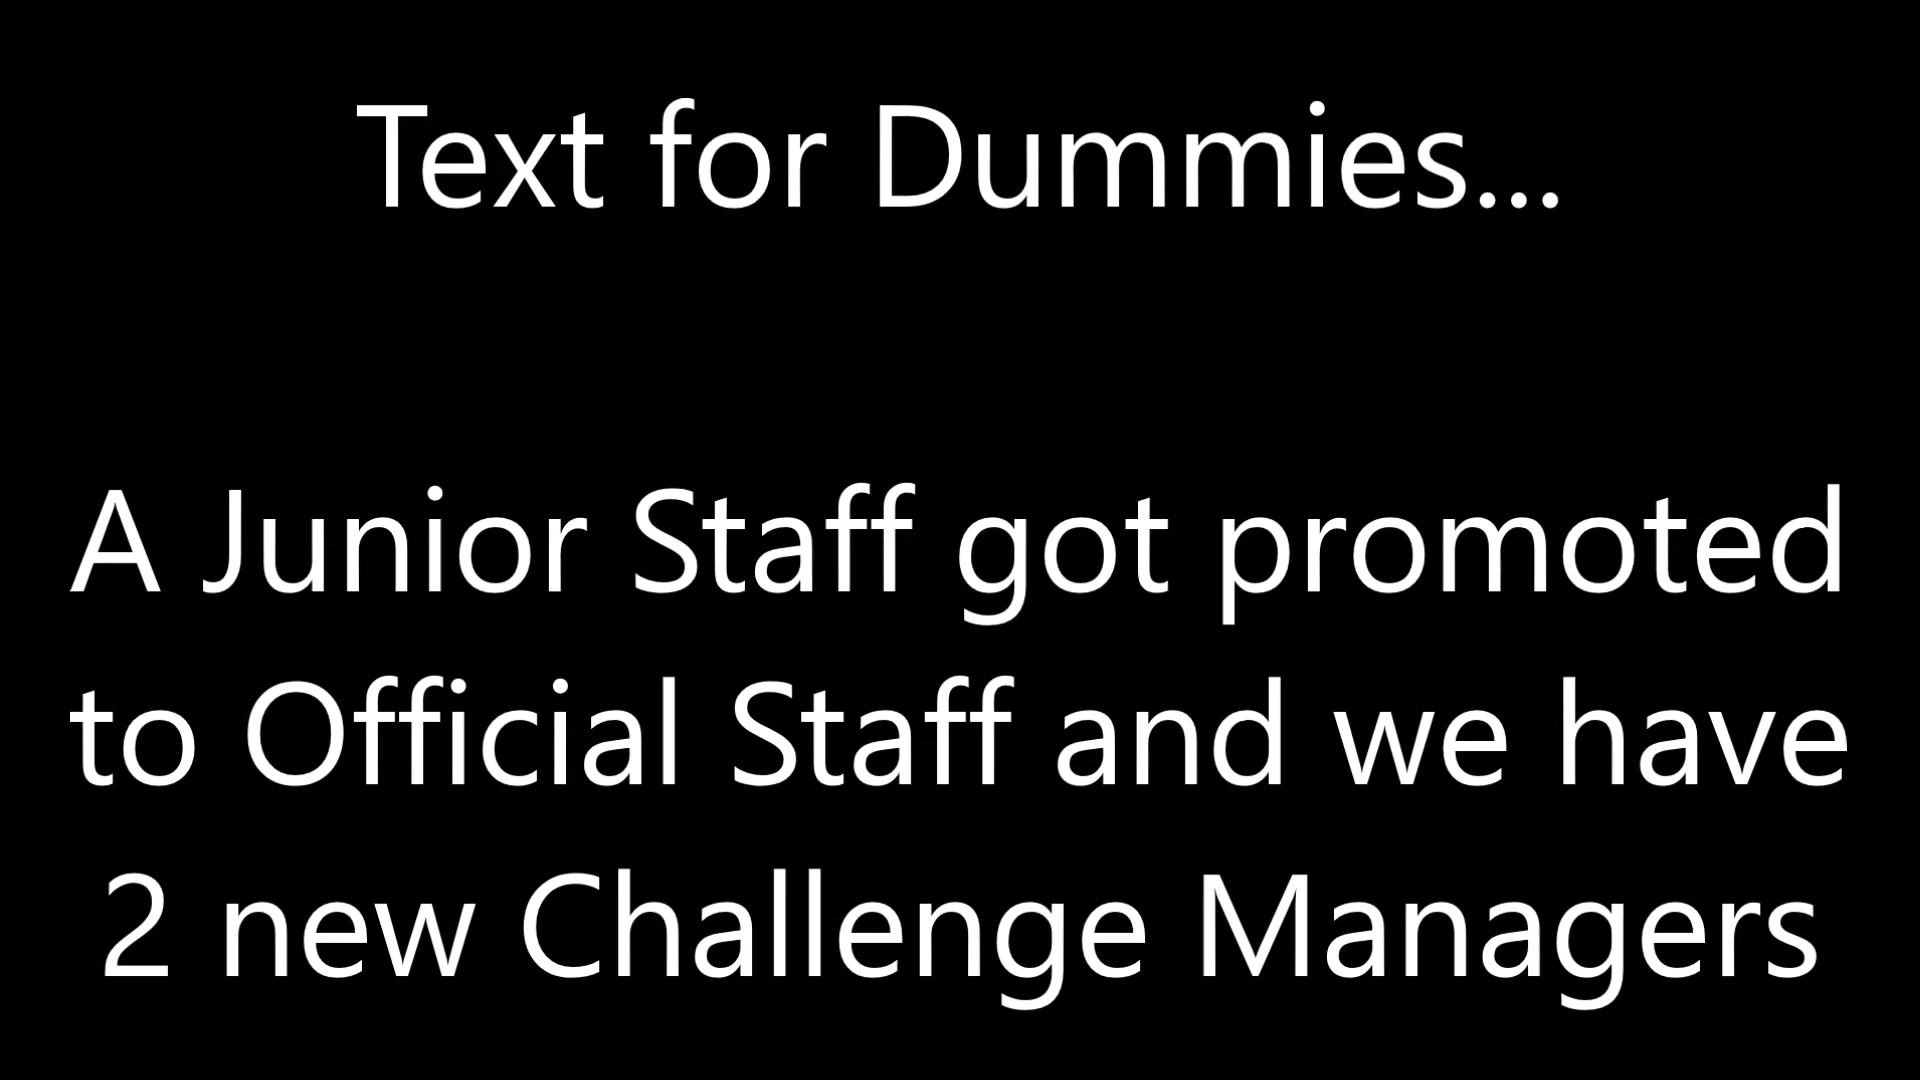 Text for Dummies...
A Junior Staff got promoted
to Official Staff and we have
2 new Challenge Managers